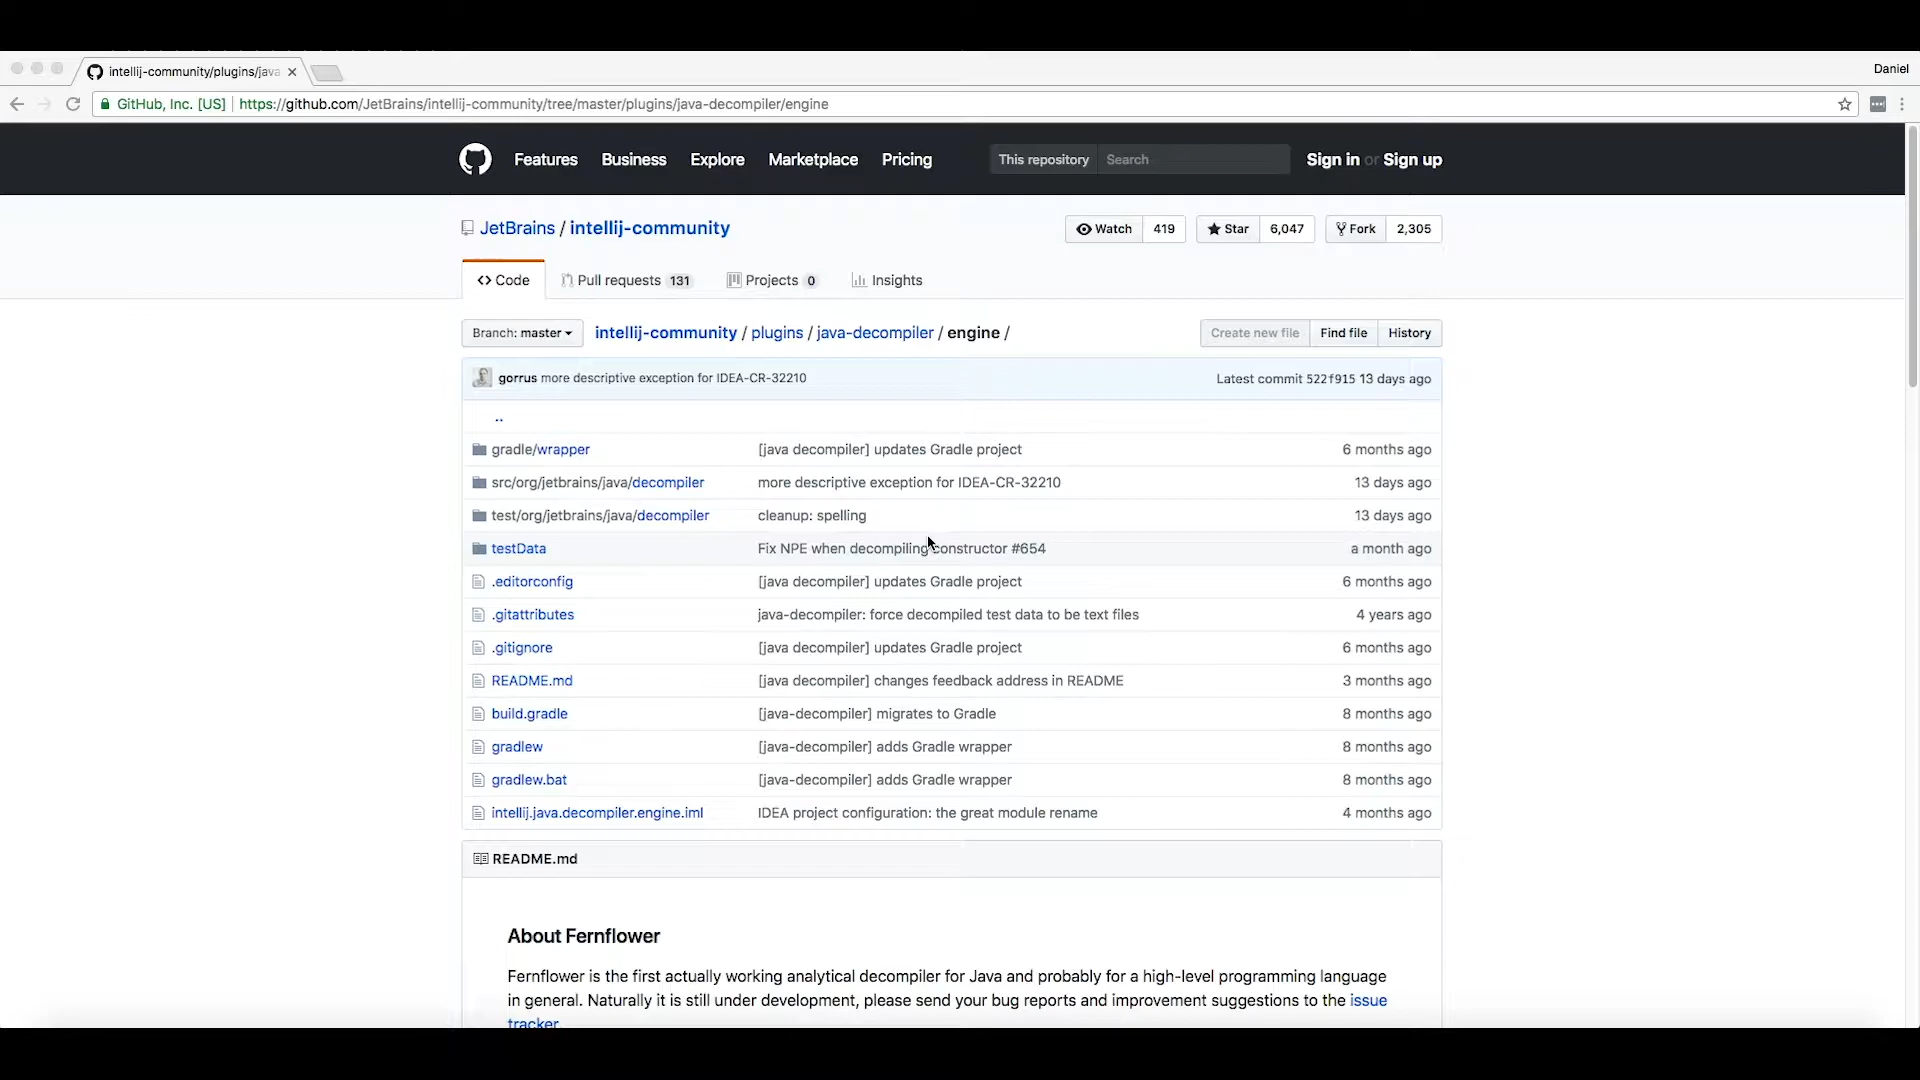 intellij-community/plugins/java
Daniel
GitHub, Inc. [US] https://github.com/JetBrains/intellij-community/tree/master/plugins/java-decompiler/engine
Features Business Explore Marketplace Pricing This repository Search Sign in or Sign up
JetBrains / intellij-community Watch 419 Star 6,047 Fork 2,305
Code Pull requests 131 Projects 0 Insights
Branch: master intellij-community / plugins / java-decompiler / engine / Create new file Find file History
gorrus more descriptive exception for IDEA-CR-32210 Latest commit 522f915 13 days ago
..
gradle/wrapper [java decompiler] updates Gradle project 6 months ago
src/org/jetbrains/java/decompiler more descriptive exception for IDEA-CR-32210 13 days ago
test/org/jetbrains/java/decompiler cleanup: spelling 13 days ago
testData Fix NPE when decompiling constructor #654 a month ago
.editorconfig [java decompiler] updates Gradle project 6 months ago
.gitattributes java-decompiler: force decompiled test data to be text files 4 years ago
.gitignore [java decompiler] updates Gradle project 6 months ago
README.md [java decompiler] changes feedback address in README 3 months ago
build.gradle [java-decompiler] migrates to Gradle 8 months ago
gradlew [java-decompiler] adds Gradle wrapper 8 months ago
gradlew.bat [java-decompiler] adds Gradle wrapper 8 months ago
intellij.java.decompiler.engine.iml IDEA project configuration: the great module rename 4 months ago
README.md
About Fernflower
Fernflower is the first actually working analytical decompiler for Java and probably for a high-level programming language
in general. Naturally it is still under development, please send your bug reports and improvement suggestions to the issue
tracker.